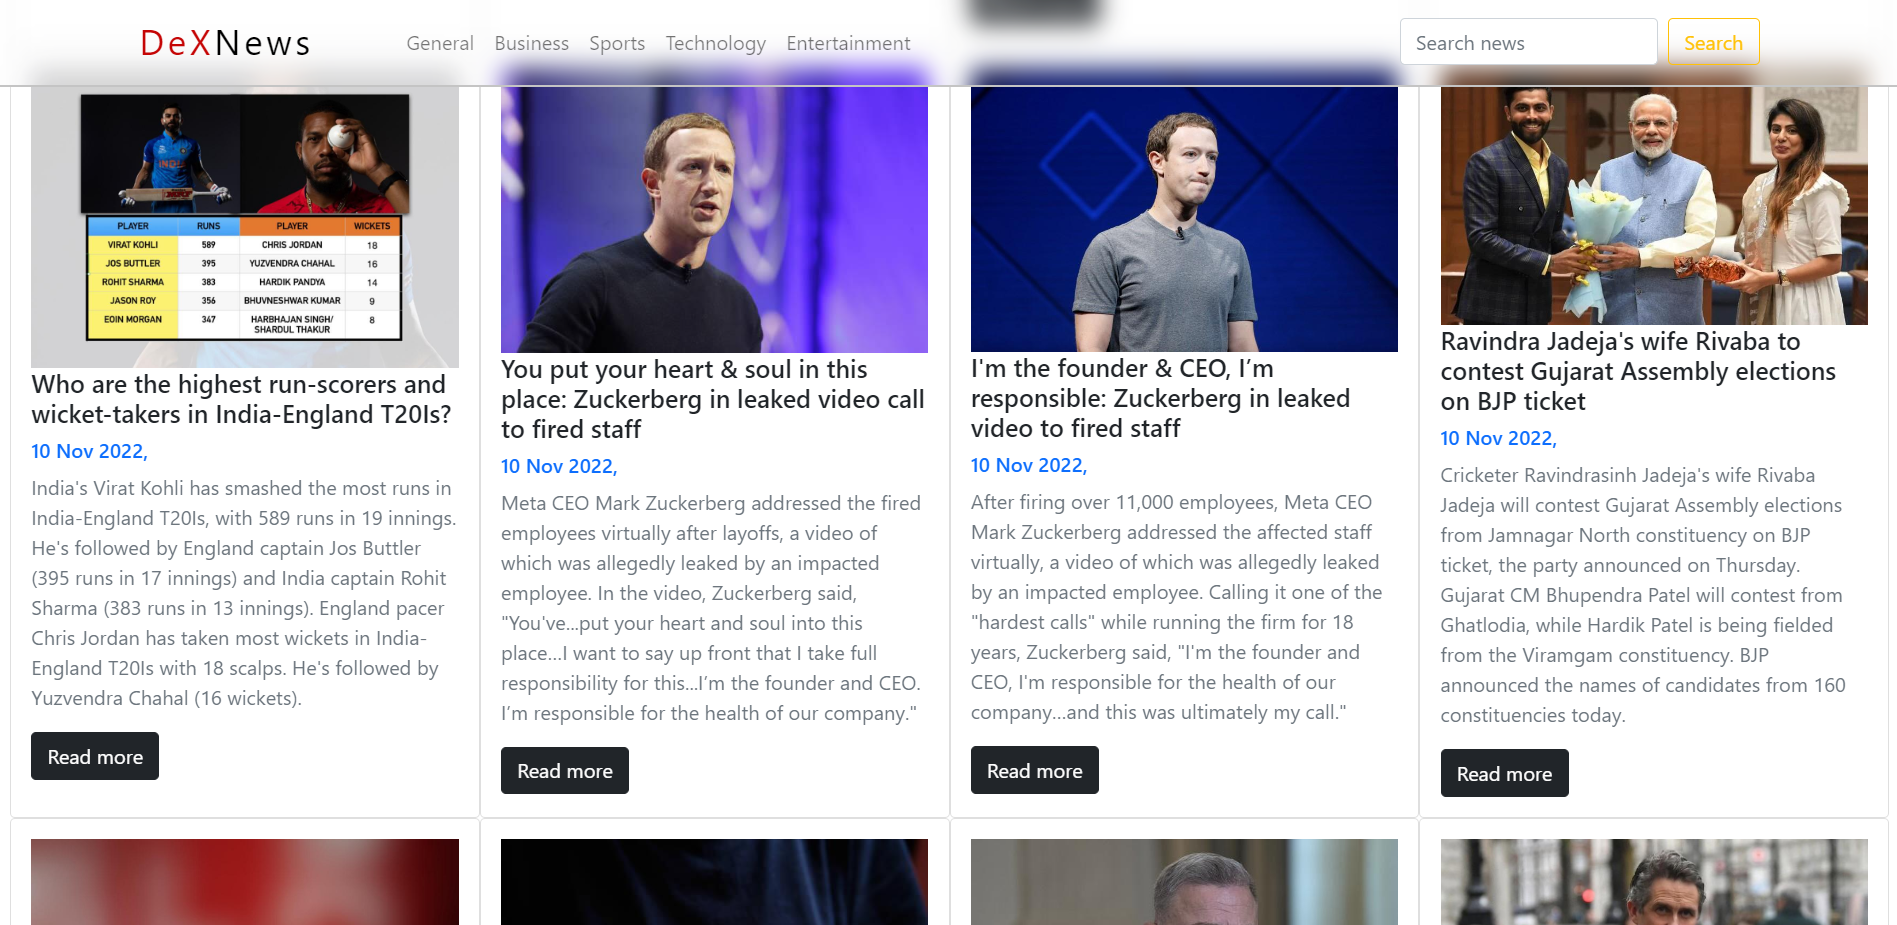 DeXNews
General Business Sports Technology Entertainment
Search news
Search
PLAYER RUNS PLAYER WICKETS
VIRAT KOHLI 589 CHRIS JORDAN 18
JOS BUTTLER 395 YUZVENDRA CHAHAL 16
ROHIT SHARMA 383 HARDIK PANDYA 14
JASON ROY 356 BHUVNESHWAR KUMAR 9
EOIN MORGAN 347 HARBHAJAN SINGH/ 8
SHARDUL THAKUR
Who are the highest run-scorers and
wicket-takers in India-England T20Is?
10 Nov 2022,
India's Virat Kohli has smashed the most runs in
India-England T20Is, with 589 runs in 19 innings.
He's followed by England captain Jos Buttler
(395 runs in 17 innings) and India captain Rohit
Sharma (383 runs in 13 innings). England pacer
Chris Jordan has taken most wickets in India-
England T20Is with 18 scalps. He's followed by
Yuzvendra Chahal (16 wickets).
Read more
You put your heart & soul in this
place: Zuckerberg in leaked video call
to fired staff
10 Nov 2022,
Meta CEO Mark Zuckerberg addressed the fired
employees virtually after layoffs, a video of
which was allegedly leaked by an impacted
employee. In the video, Zuckerberg said,
"You've...put your heart and soul into this
place...I want to say up front that I take full
responsibility for this...I’m the founder and CEO.
I’m responsible for the health of our company."
Read more
I'm the founder & CEO, I’m
responsible: Zuckerberg in leaked
video to fired staff
10 Nov 2022,
After firing over 11,000 employees, Meta CEO
Mark Zuckerberg addressed the affected staff
virtually, a video of which was allegedly leaked
by an impacted employee. Calling it one of the
"hardest calls" while running the firm for 18
years, Zuckerberg said, "I'm the founder and
CEO, I'm responsible for the health of our
company...and this was ultimately my call."
Read more
Ravindra Jadeja's wife Rivaba to
contest Gujarat Assembly elections
on BJP ticket
10 Nov 2022,
Cricketer Ravindrasinh Jadeja's wife Rivaba
Jadeja will contest Gujarat Assembly elections
from Jamnagar North constituency on BJP
ticket, the party announced on Thursday.
Gujarat CM Bhupendra Patel will contest from
Ghatlodia, while Hardik Patel is being fielded
from the Viramgam constituency. BJP
announced the names of candidates from 160
constituencies today.
Read more